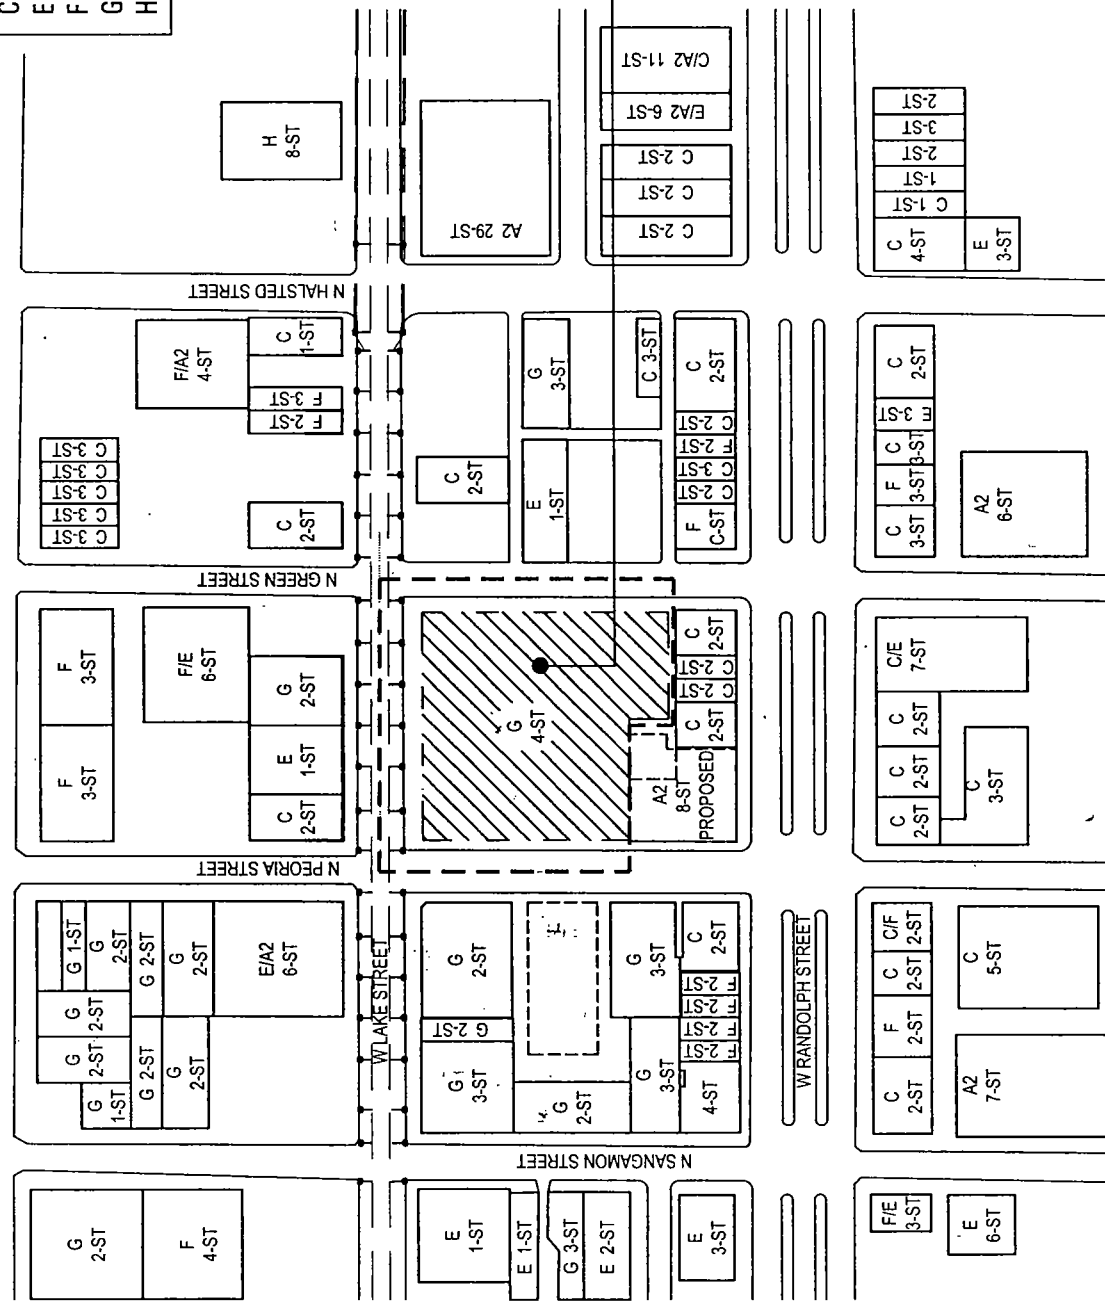 C
E
F
G
H
C/A2 11-ST
E/A2 6-ST
C 2-ST
C 2-ST
C 2-ST
A2 29-ST
H
8-ST
2-ST
3-ST
2-ST
1-ST
C 1-ST
C
4-ST
E
3-ST
N HALSTED STREET
F/A2
4-ST
C
1-ST
F 3-ST
F 2-ST
C 3-ST
C 3-ST
C 3-ST
C 3-ST
C 3-ST
C
2-ST
G
3-ST
C 3-ST
C
2-ST
C 2-ST
F 2-ST
C 3-ST
C 2-ST
F
C-ST
C
2-ST
E
1-ST
C
2-ST
E 3-ST
C
3-ST
F
3-ST
C
3-ST
A2
6-ST
N GREEN STREET
F
3-ST
F
3-ST
F/E
6-ST
G
2-ST
E
1-ST
C
2-ST
G
4-ST
C
2-ST
C 2-ST
C 2-ST
C
2-ST
A2
8-ST
PROPOSED
C/E
7-ST
C
2-ST
C
2-ST
C
2-ST
C
3-ST
N PEORIA STREET
G 1-ST
G
2-ST
G 2-ST
G
2-ST
E/A2
6-ST
G
2-ST
G
2-ST
G
1-ST
G 2-ST
G
2-ST
W LAKE STREET
G
2-ST
G 2-ST
G
3-ST
G
2-ST
G
3-ST
G
3-ST
C
2-ST
F 2-ST
F 2-ST
F 2-ST
F 2-ST
4-ST
W RANDOLPH STREET
C/F
2-ST
C
2-ST
F
2-ST
C
2-ST
C
5-ST
A2
7-ST
N SANGAMON STREET
G
2-ST
F
4-ST
E
1-ST
E 1-ST
G 3-ST
E 2-ST
E
3-ST
F/E
3-ST
E
6-ST